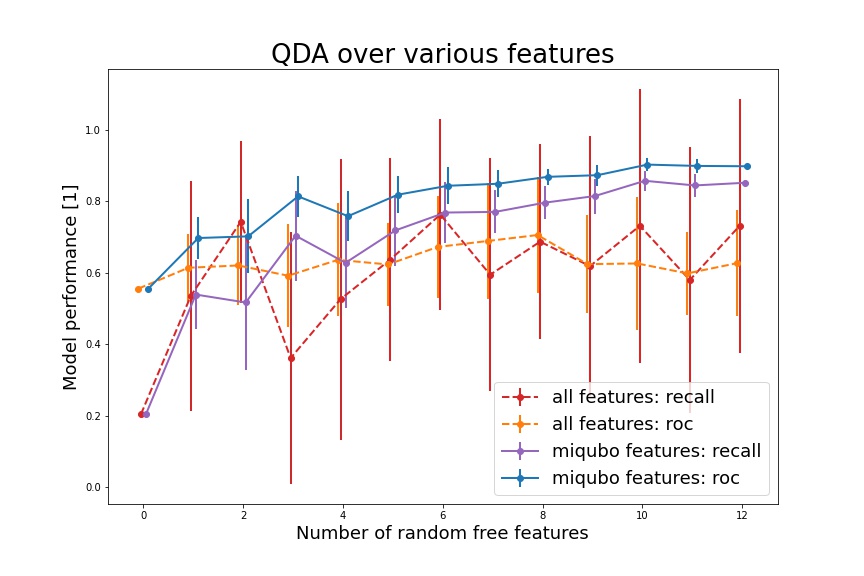 QDA over various features
Model performance [1]
1.0
0.8
0.6
0.4
0.2
0.0
0 2 4 6 8 10 12
Number of random free features
all features: recall
all features: roc
miqubo features: recall
miqubo features: roc